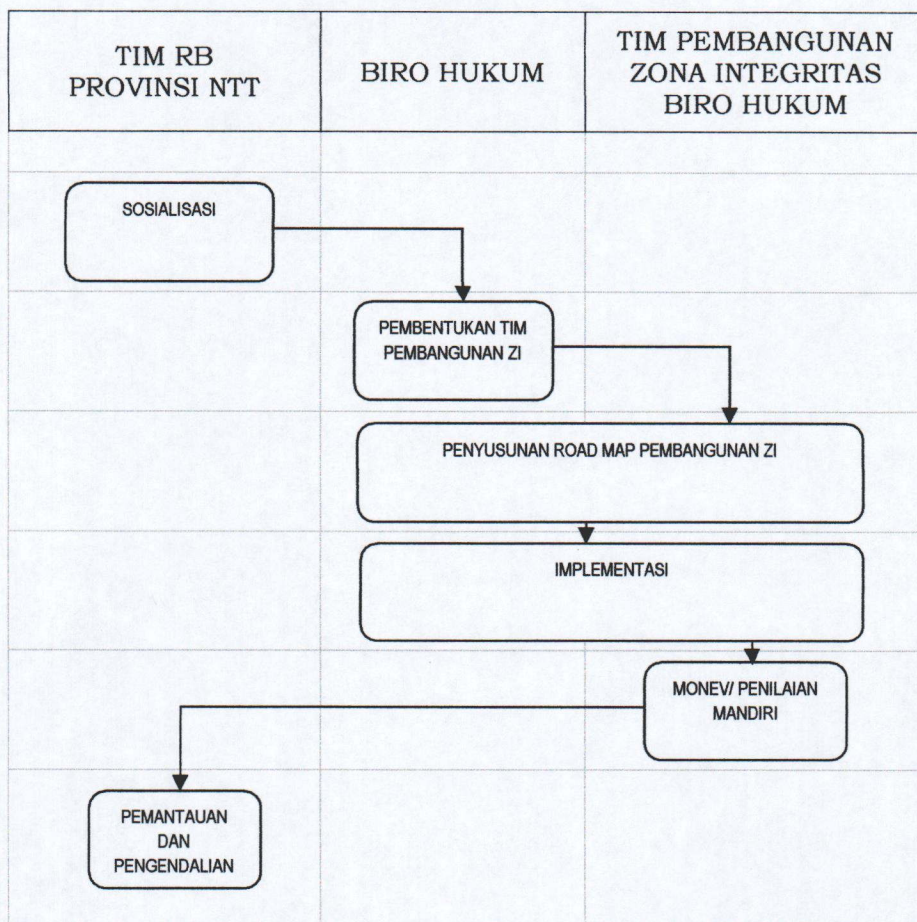 TIM RB
PROVINSI NTT
BIRO HUKUM
TIM PEMBANGUNAN
ZONA INTEGRITAS
BIRO HUKUM
SOSIALISASI
PEMBENTUKAN TIM
PEMBANGUNAN ZI
PENYUSUNAN ROAD MAP PEMBANGUNAN ZI
IMPLEMENTASI
MONEV/ PENILAIAN
MANDIRI
PEMANTAUAN
DAN
PENGENDALIAN